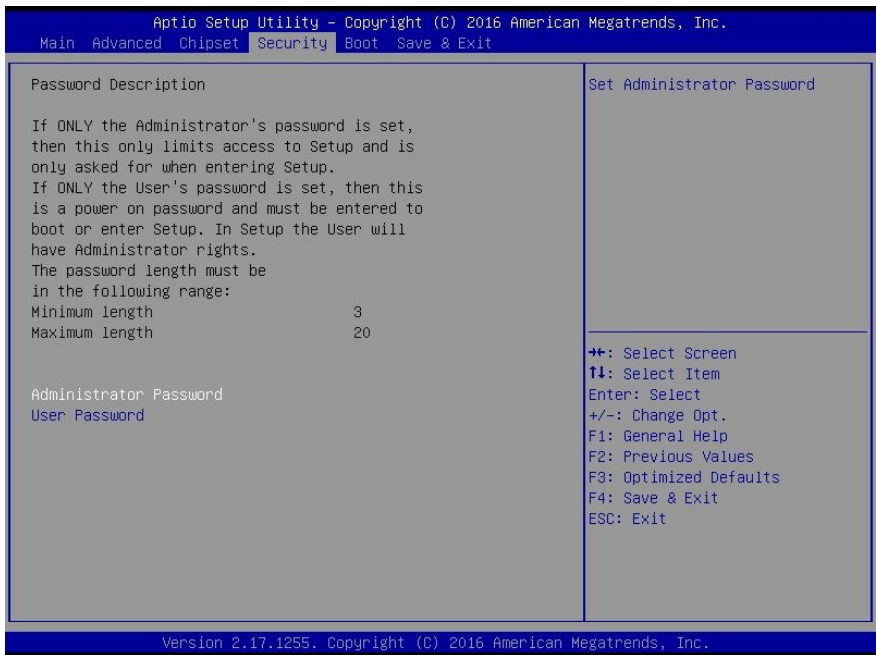 Aptio Setup Utility – Copyright (C) 2016 American Megatrends, Inc.
Main Advanced Chipset Security Boot Save & Exit
Password Description
If ONLY the Administrator's password is set,
then this only limits access to Setup and is
only asked for when entering Setup.
If ONLY the User's password is set, then this
is a power on password and must be entered to
boot or enter Setup. In Setup the User will
have Administrator rights.
The password length must be
in the following range:
Minimum length 3
Maximum length 20
Administrator Password
User Password
Set Administrator Password
→←: Select Screen
↑↓: Select Item
Enter: Select
+/-: Change Opt.
F1: General Help
F2: Previous Values
F3: Optimized Defaults
F4: Save & Exit
ESC: Exit
Version 2.17.1255. Copyright (C) 2016 American Megatrends, Inc.